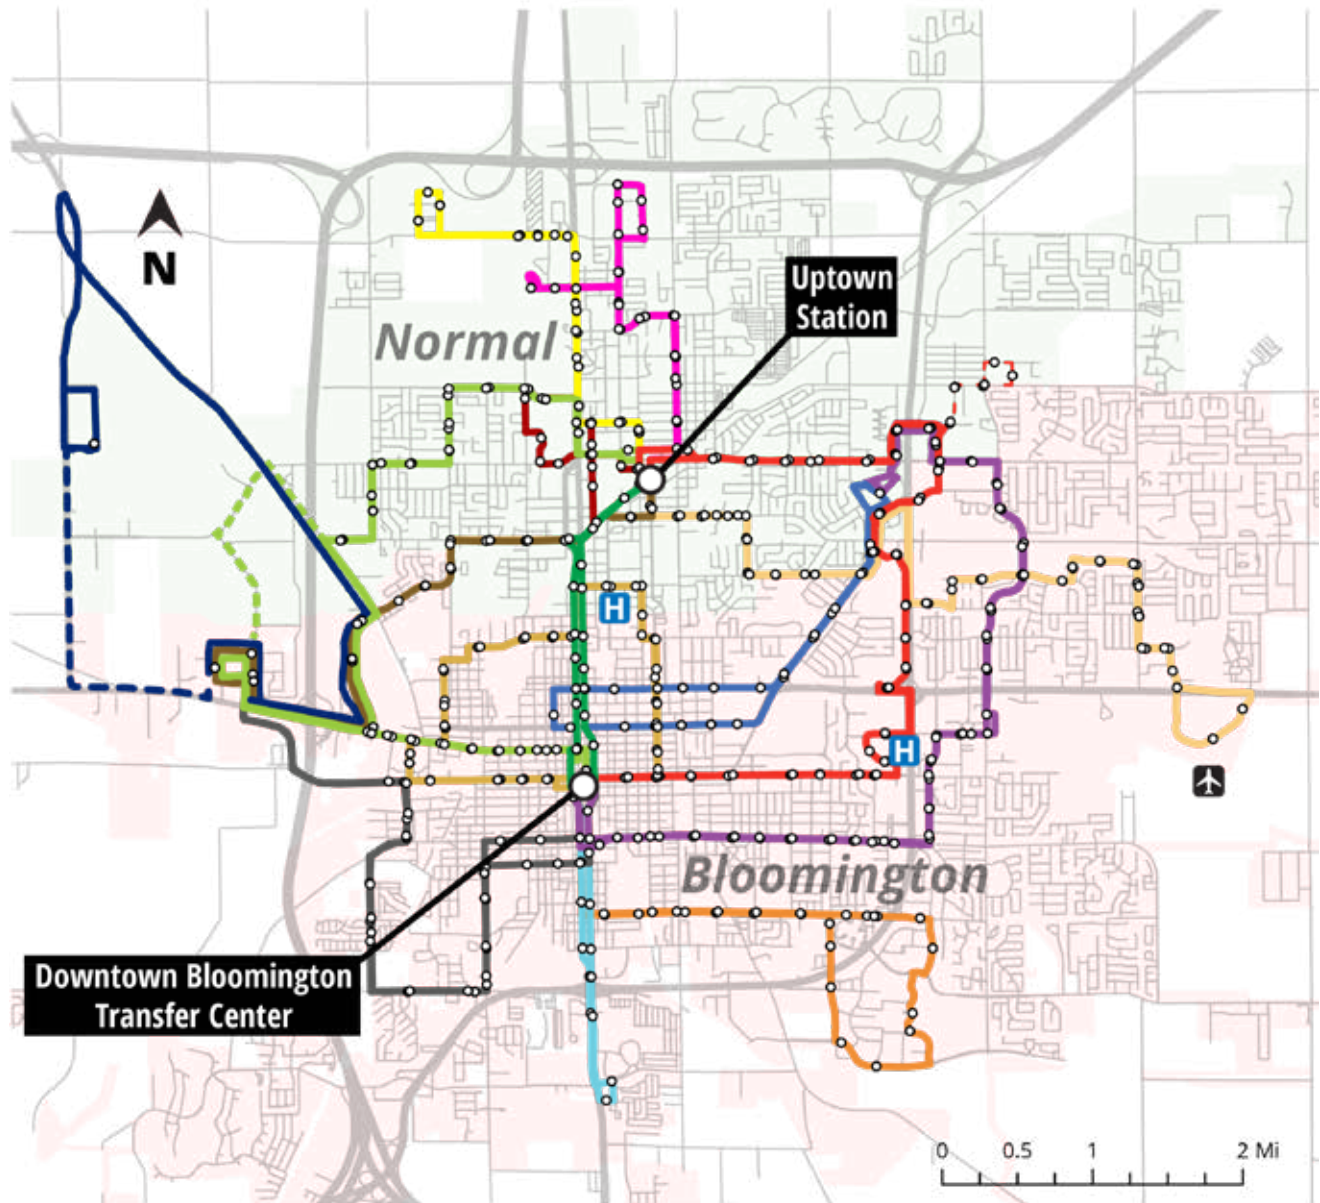 N
Uptown
Station
Normal
H
H
Bloomington
Downtown Bloomington
Transfer Center
0 0.5 1 2 Mi